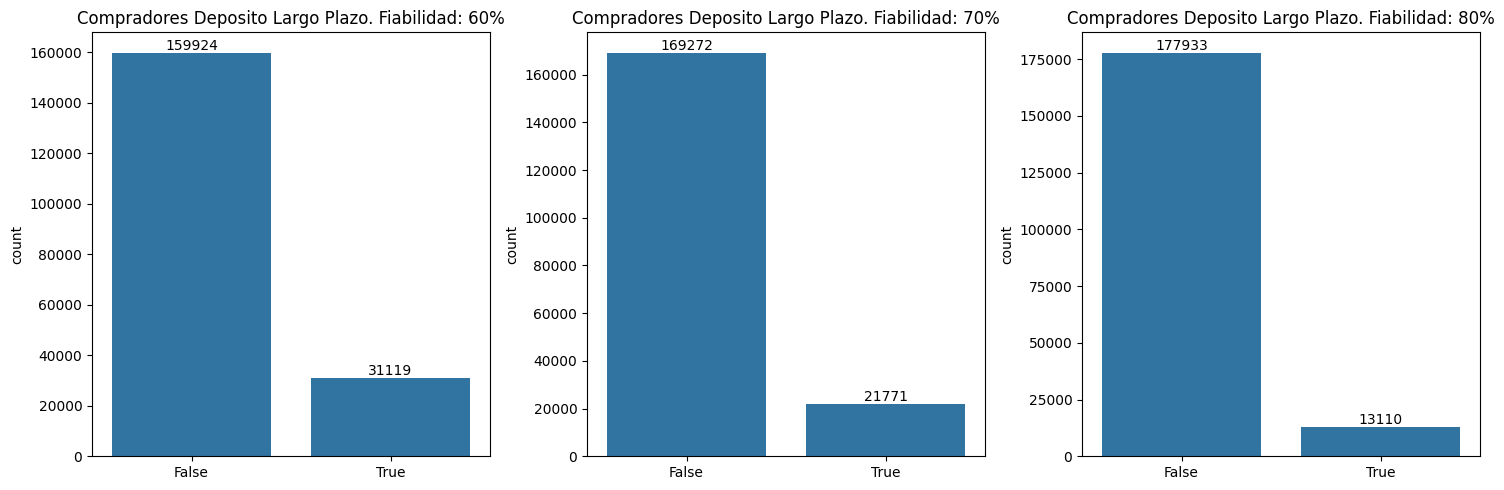 Compradores Deposito Largo Plazo. Fiabilidad: 60%
160000
140000
120000
100000
80000
60000
40000
20000
0
count
159924
31119
False
True
Compradores Deposito Largo Plazo. Fiabilidad: 70%
160000
140000
120000
100000
80000
60000
40000
20000
0
count
169272
21771
False
True
Compradores Deposito Largo Plazo. Fiabilidad: 80%
175000
150000
125000
100000
75000
50000
25000
0
count
177933
13110
False
True